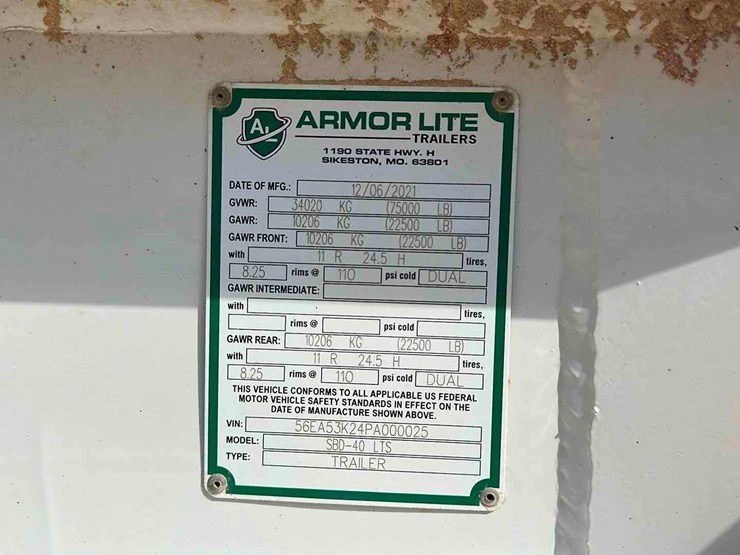 AL ARMOR LITE
TRAILERS
1190 STATE HWY. H
SIKESTON, MO. 63801
DATE OF MFG.: 12/06/2021
GVWR: 34020 KG (75000 LB)
GAWR: 10206 KG (22500 LB)
GAWR FRONT: 10206 KG (22500 LB)
with 11 R 24.5 H tires,
8.25 rims @ 110 psi cold DUAL
GAWR INTERMEDIATE:
with tires,
rims @ psi cold
GAWR REAR: 10206 KG (22500 LB)
with 11 R 24.5 H tires,
8.25 rims @ 110 psi cold DUAL
THIS VEHICLE CONFORMS TO ALL APPLICABLE US FEDERAL
MOTOR VEHICLE SAFETY STANDARDS IN EFFECT ON THE
DATE OF MANUFACTURE SHOWN ABOVE.
VIN: 56EA53K24PA000025
MODEL: SBD-40 LTS
TYPE: TRAILER